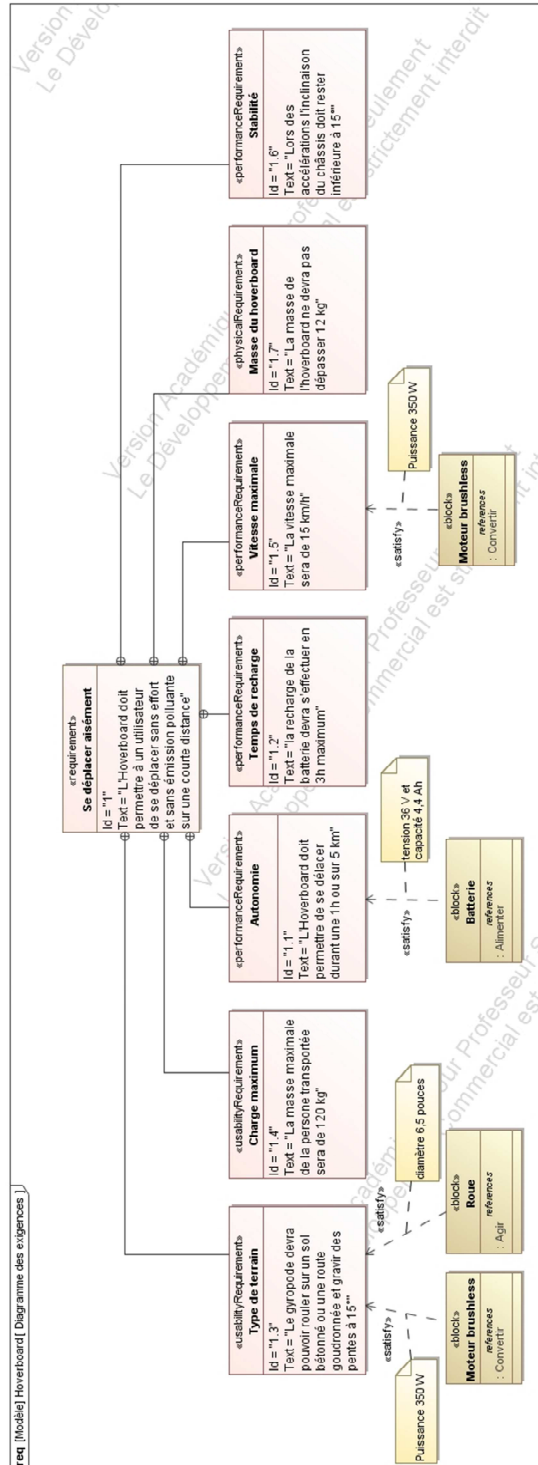 req [Modèle] Hoverboard[ Diagramme des exigences ]
«requirement»
Se déplacer aisément
Id = "1"
Text = "L'Hoverboard doit
permettre à un utilisateur
de se déplacer sans effort
et sans émission polluante
sur une courte distance"
«usabilityRequirement»
Type de terrain
Id = "1.3"
Text = "Le gyropode devra
pouvoir rouler sur un sol
bétonné ou une route
goudronnée et gravir des
pentes à 15°"
«usabilityRequirement»
Charge maximum
Id = "1.4"
Text = "La masse maximale
de la persone transportée
sera de 120 kg"
«performanceRequirement»
Autonomie
Id = "1.1"
Text = "L'Hoverboard doit
permettre de se délacer
durant une 1h ou sur 5 km"
«performanceRequirement»
Temps de recharge
Id = "1.2"
Text = "la recharge de la
batterie devra s'effectuer en
3h maximum"
«performanceRequirement»
Vitesse maximale
Id = "1.5"
Text = "La vitesse maximale
sera de 15 km/h"
«physicalRequirement»
Masse du hoverboard
Id = "1.7"
Text = "La masse de
l'hoverboard ne devra pas
dépasser 12 kg"
«performanceRequirement»
Stabilité
Id = "1.6"
Text = "Lors des
accélérations l'inclinaison
du châssis doit rester
inférieure à 15°"
Puissance 350 W
«satisfy»
«block»
Moteur brushless
references
: Convertir
«satisfy»
diamètre 6,5 pouces
«block»
Roue
references
: Agir
«satisfy»
tension 36 V et
capacité 4,4 Ah
«block»
Batterie
references
: Alimenter
«satisfy»
Puissance 350 W
«block»
Moteur brushless
references
: Convertir